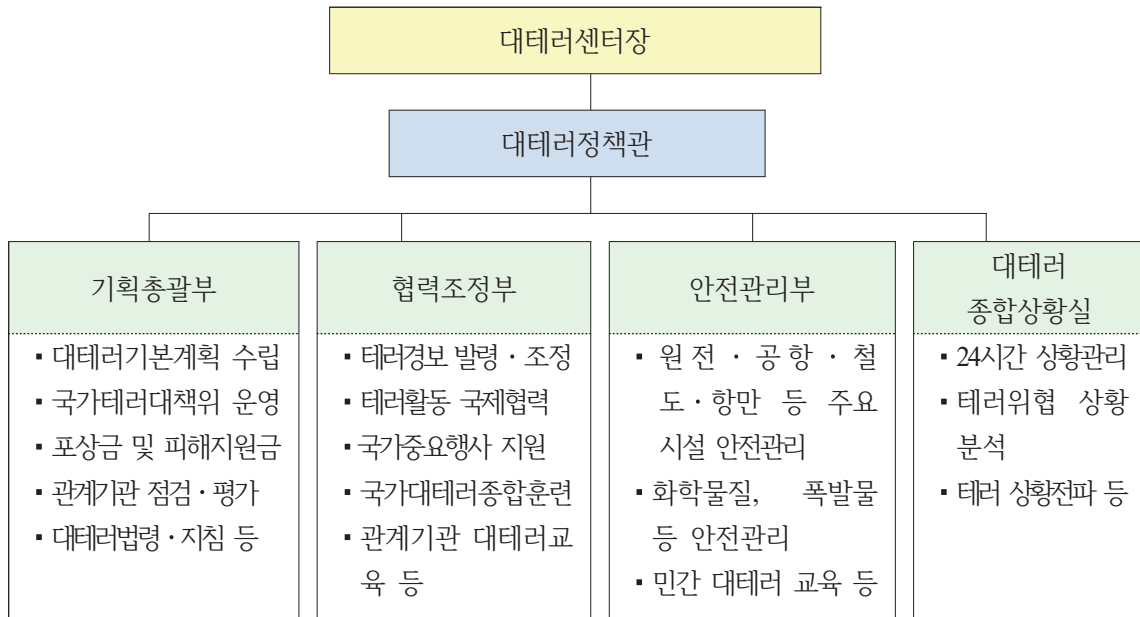 대테러센터장
대테러정책관
기획총괄부
▪ 대테러기본계획 수립
▪ 국가테러대책위 운영
▪ 포상금 및 피해지원금
▪ 관계기관 점검·평가
▪ 대테러법령·지침 등
협력조정부
▪ 테러경보 발령·조정
▪ 테러활동 국제협력
▪ 국가중요행사 지원
▪ 국가대테러종합훈련
▪ 관계기관 대테러교
육 등
안전관리부
▪ 원전·공항·철
도·항만 등 주요
시설 안전관리
▪ 화학물질, 폭발물
등 안전관리
▪ 민간 대테러 교육 등
대테러
종합상황실
▪ 24시간 상황관리
▪ 테러위협 상황
분석
▪ 테러 상황전파 등